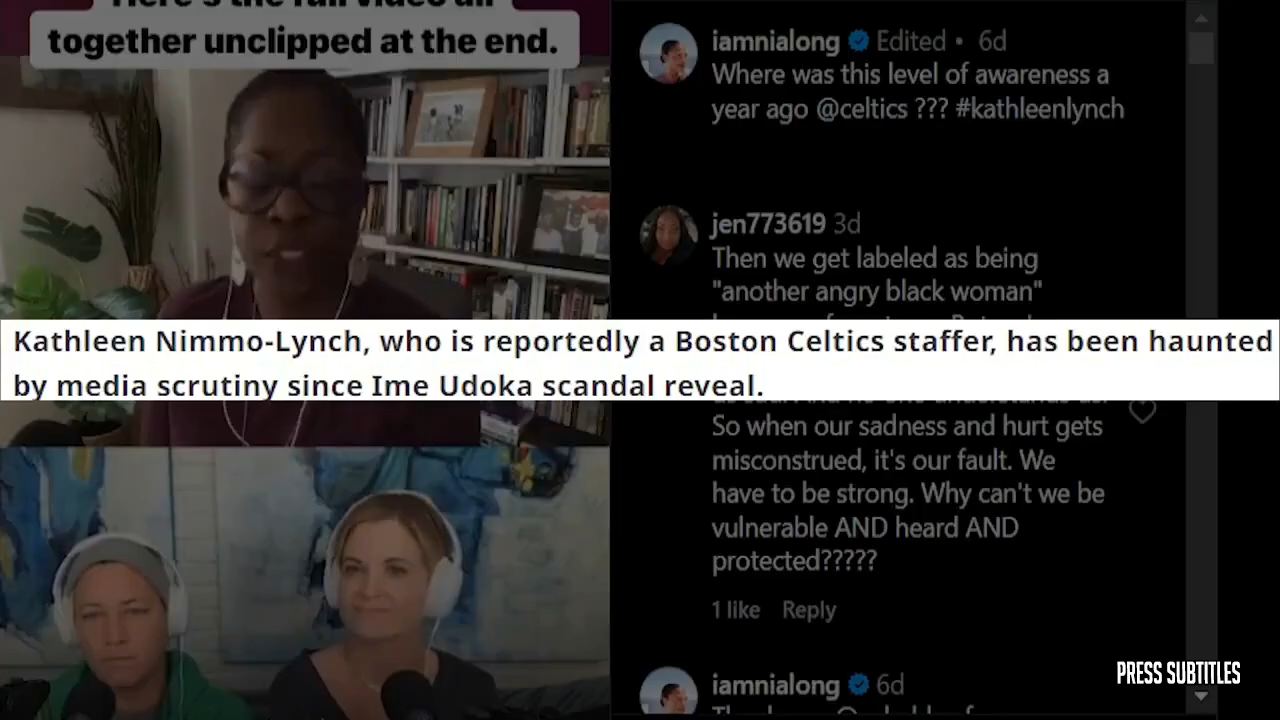 Here's the full video all
together unclipped at the end.
iamnialong Edited • 6d
Where was this level of awareness a
year ago @celtics ??? #kathleenlynch
jen773619 3d
Then we get labeled as being
"another angry black woman"
Kathleen Nimmo-Lynch, who is reportedly a Boston Celtics staffer, has been haunted
by media scrutiny since Ime Udoka scandal reveal.
So when our sadness and hurt gets
misconstrued, it's our fault. We
have to be strong. Why can't we be
vulnerable AND heard AND
protected?????
1 like Reply
iamnialong 6d
PRESS SUBTITLES